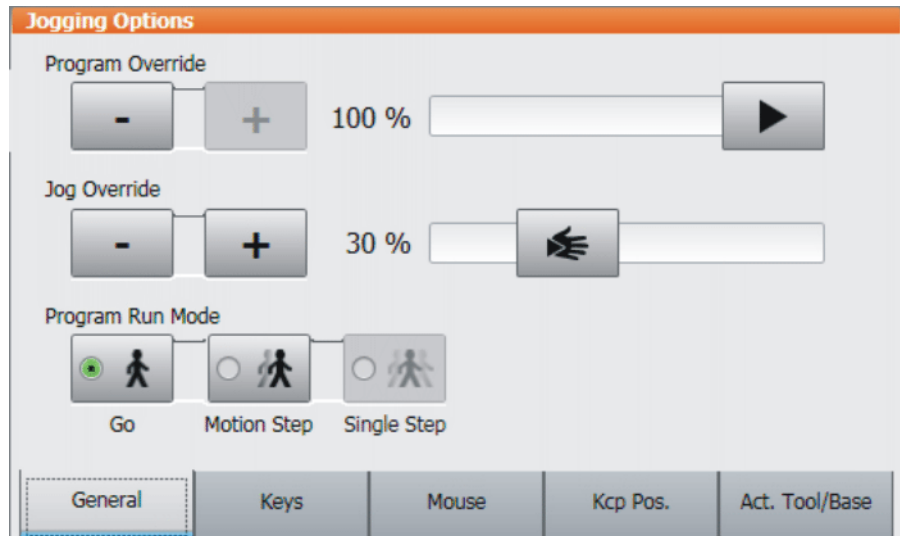 Jogging Options
Program Override
- + 100 %
Jog Override
- + 30 %
Program Run Mode
Go Motion Step Single Step
General Keys Mouse Kcp Pos. Act. Tool/Base